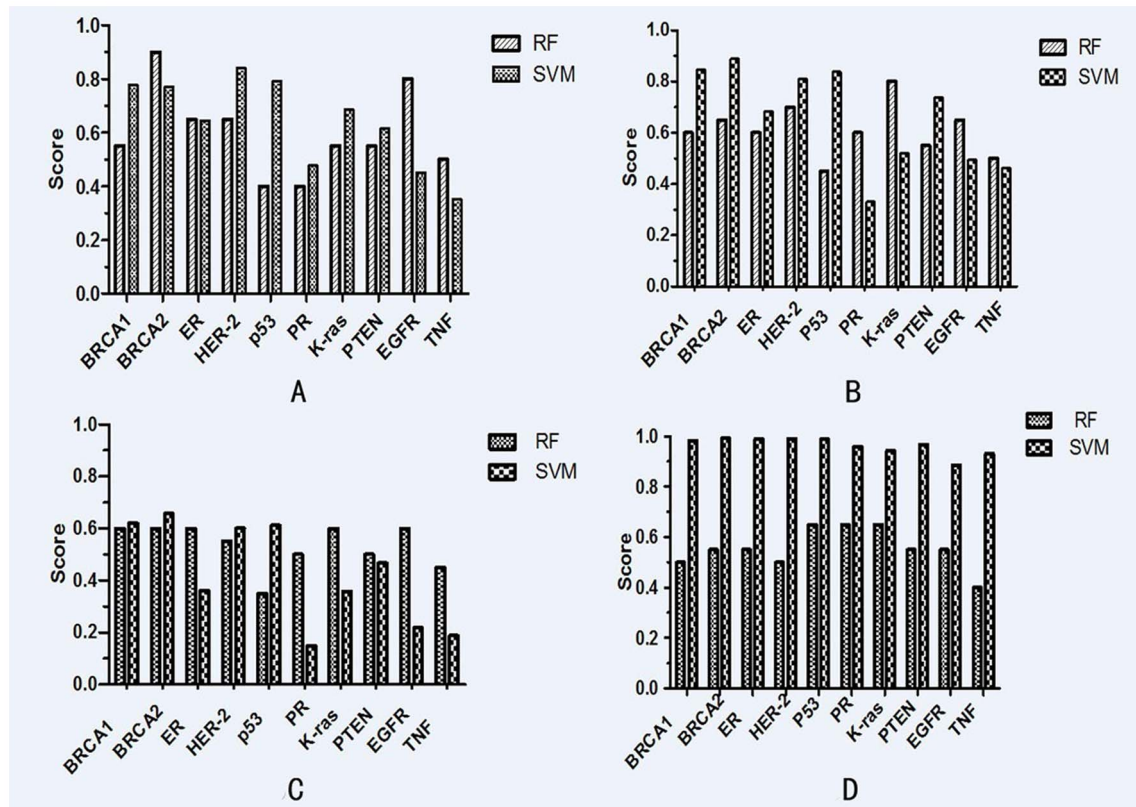 1.0
0.8
0.6
0.4
0.2
0.0
Score
RF
SVM
BRCA1
BRCA2
ER
HER-2
p53
PR
K-ras
PTEN
EGFR
TNF
A
1.0
0.8
0.6
0.4
0.2
0.0
Score
RF
SVM
BRCA1
BRCA2
ER
HER-2
P53
PR
K-ras
PTEN
EGFR
TNF
B
1.0
0.8
0.6
0.4
0.2
0.0
Score
RF
SVM
BRCA1
BRCA2
ER
HER-2
p53
PR
K-ras
PTEN
EGFR
TNF
C
1.0
0.8
0.6
0.4
0.2
0.0
Score
RF
SVM
BRCA1
BRCA2
ER
HER-2
P53
PR
K-ras
PTEN
EGFR
TNF
D